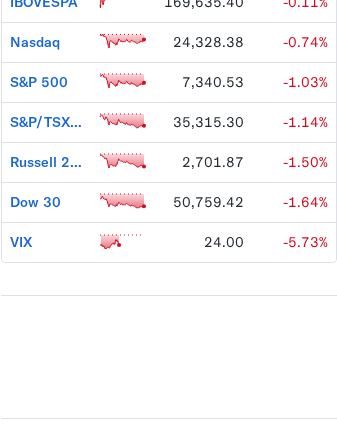 IBOVESPA 169,635.40 -0.11%
Nasdaq 24,328.38 -0.74%
S&P 500 7,340.53 -1.03%
S&P/TSX... 35,315.30 -1.14%
Russell 2... 2,701.87 -1.50%
Dow 30 50,759.42 -1.64%
VIX 24.00 -5.73%